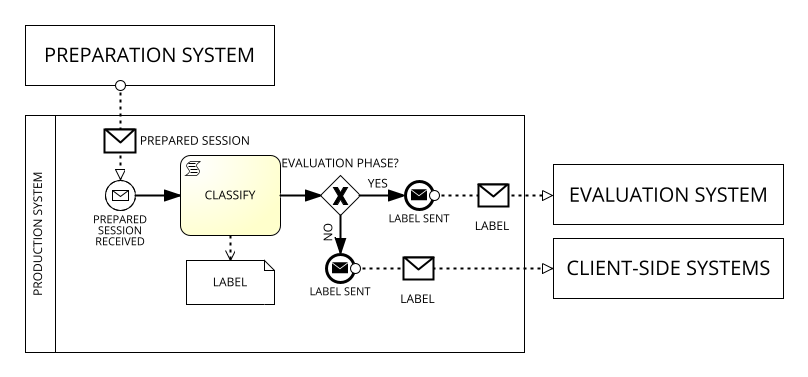 PREPARATION SYSTEM
PREPARED SESSION
EVALUATION PHASE?
PRODUCTION SYSTEM
PREPARED
SESSION
RECEIVED
CLASSIFY
YES
LABEL SENT
LABEL
EVALUATION SYSTEM
NO
LABEL
LABEL SENT
LABEL
CLIENT-SIDE SYSTEMS